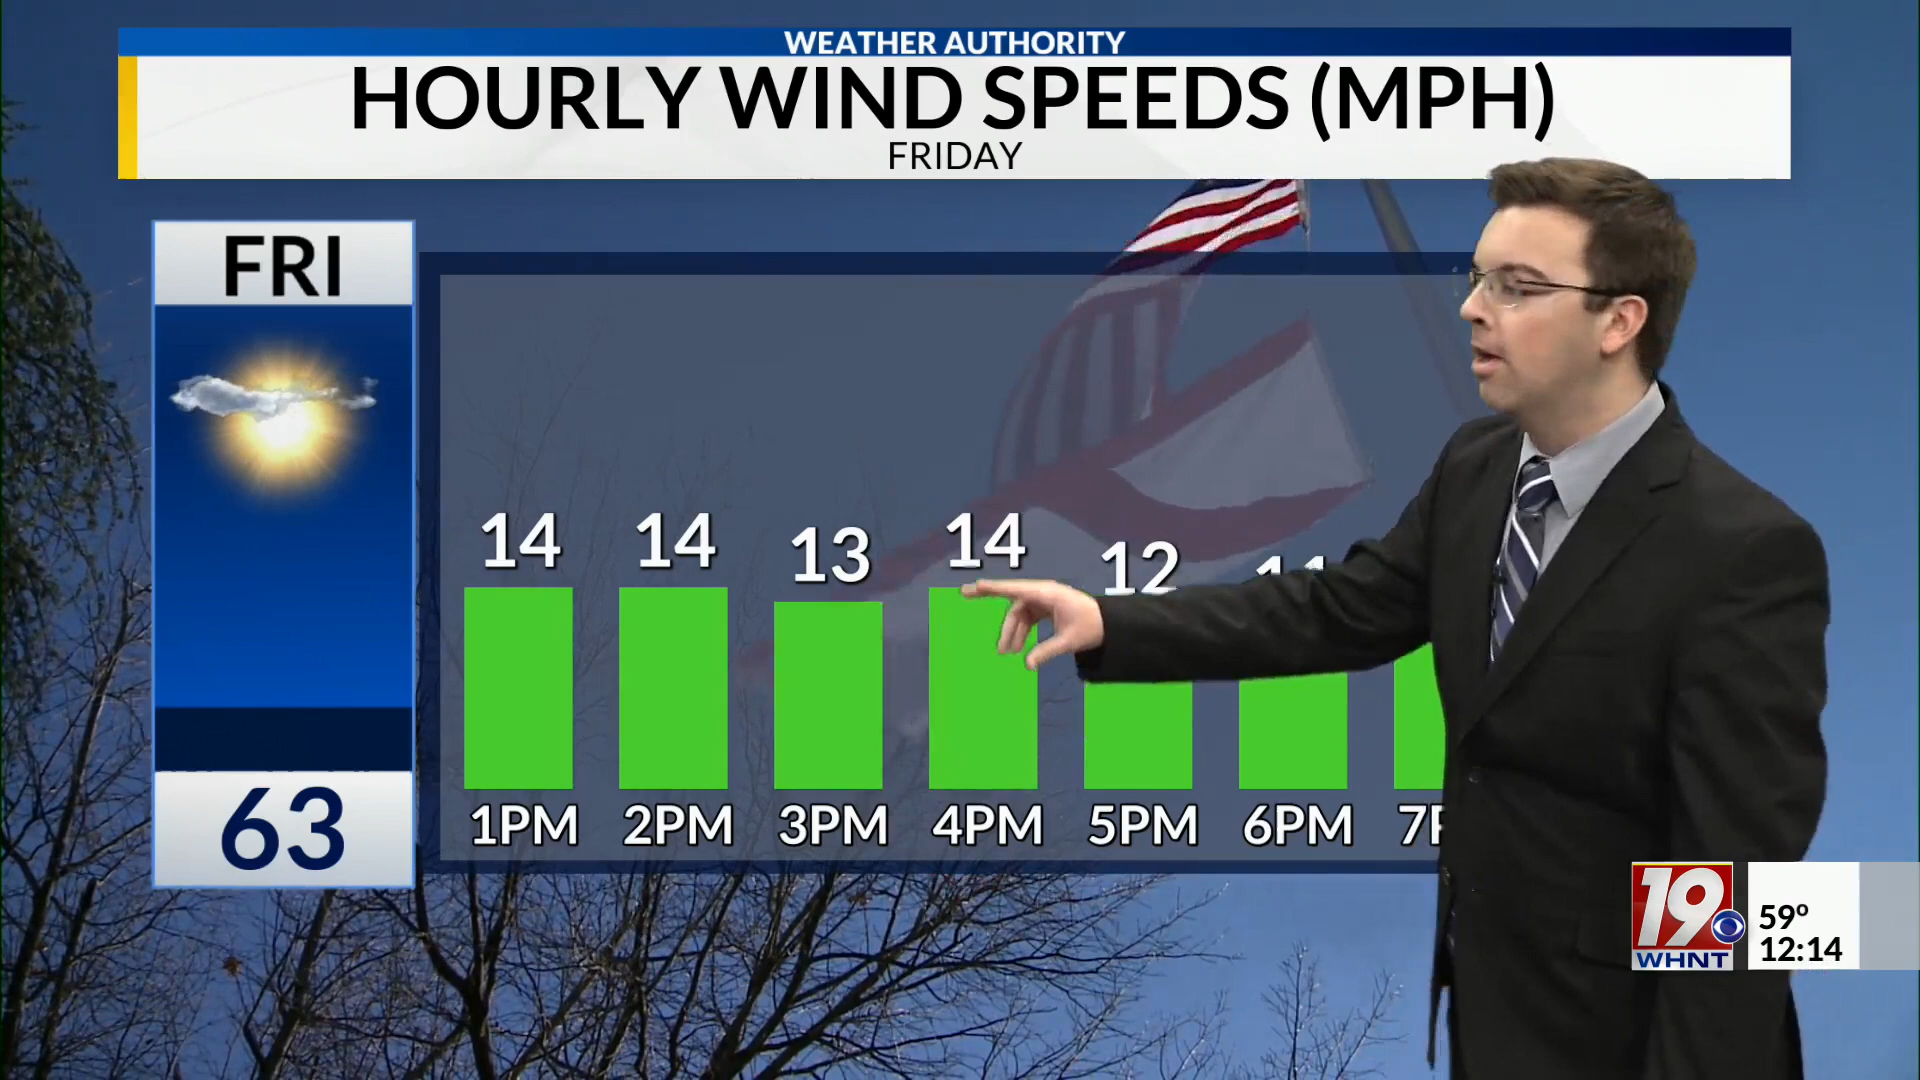 WEATHER AUTHORITY
HOURLY WIND SPEEDS (MPH)
FRIDAY
FRI
63
14 14 13 14 12
1PM 2PM 3PM 4PM 5PM 6PM
19
WHNT
59º
12:14